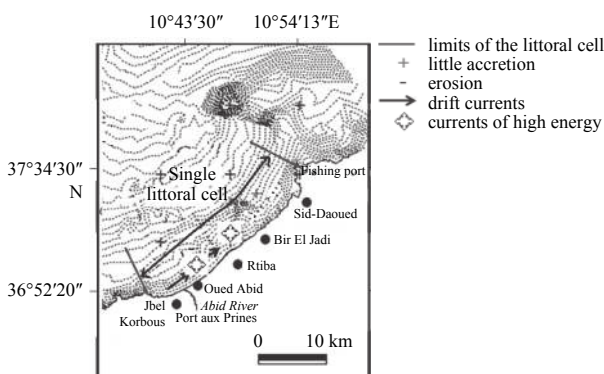 10°43′30″ 10°54′13″E
limits of the littoral cell
little accretion
erosion
drift currents
currents of high energy
37°34′30″
N
Single
littoral cell
Fishing port
Sid-Daoued
Bir El Jadi
Rtiba
36°52′20″
Oued Abid
Jbel
Korbous
Abid River
Port aux Prines
0 10 km